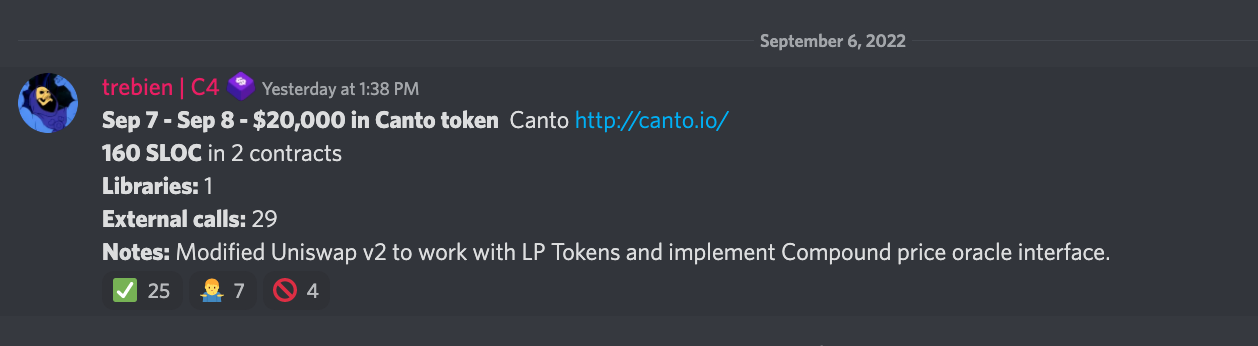 September 6, 2022
trebien | C4 Yesterday at 1:38 PM
Sep 7 - Sep 8 - $20,000 in Canto token Canto http://canto.io/
160 SLOC in 2 contracts
Libraries: 1
External calls: 29
Notes: Modified Uniswap v2 to work with LP Tokens and implement Compound price oracle interface.
25 7 4